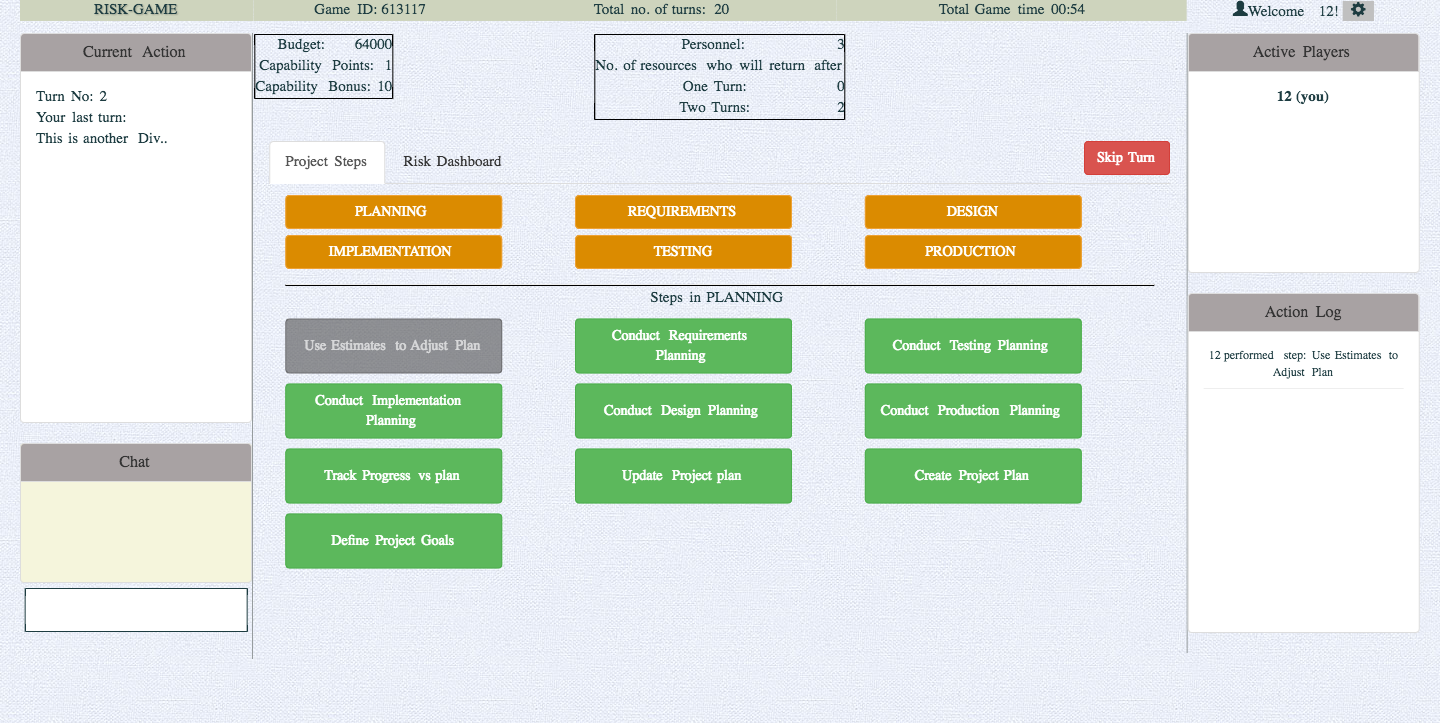 RISK-GAME
Game ID: 613117
Total no. of turns: 20
Total Game time 00:54
Welcome 12!
Current Action
Turn No: 2
Your last turn:
This is another Div..
Chat
Budget: 64000
Capability Points: 1
Capability Bonus: 10
Personnel: 3
No. of resources who will return after
One Turn: 0
Two Turns: 2
Project Steps
Risk Dashboard
Skip Turn
PLANNING
REQUIREMENTS
DESIGN
IMPLEMENTATION
TESTING
PRODUCTION
Steps in PLANNING
Use Estimates to Adjust Plan
Conduct Requirements
Planning
Conduct Testing Planning
Conduct Implementation
Planning
Conduct Design Planning
Conduct Production Planning
Track Progress vs plan
Update Project plan
Create Project Plan
Define Project Goals
Active Players
12 (you)
Action Log
12 performed step: Use Estimates to
Adjust Plan